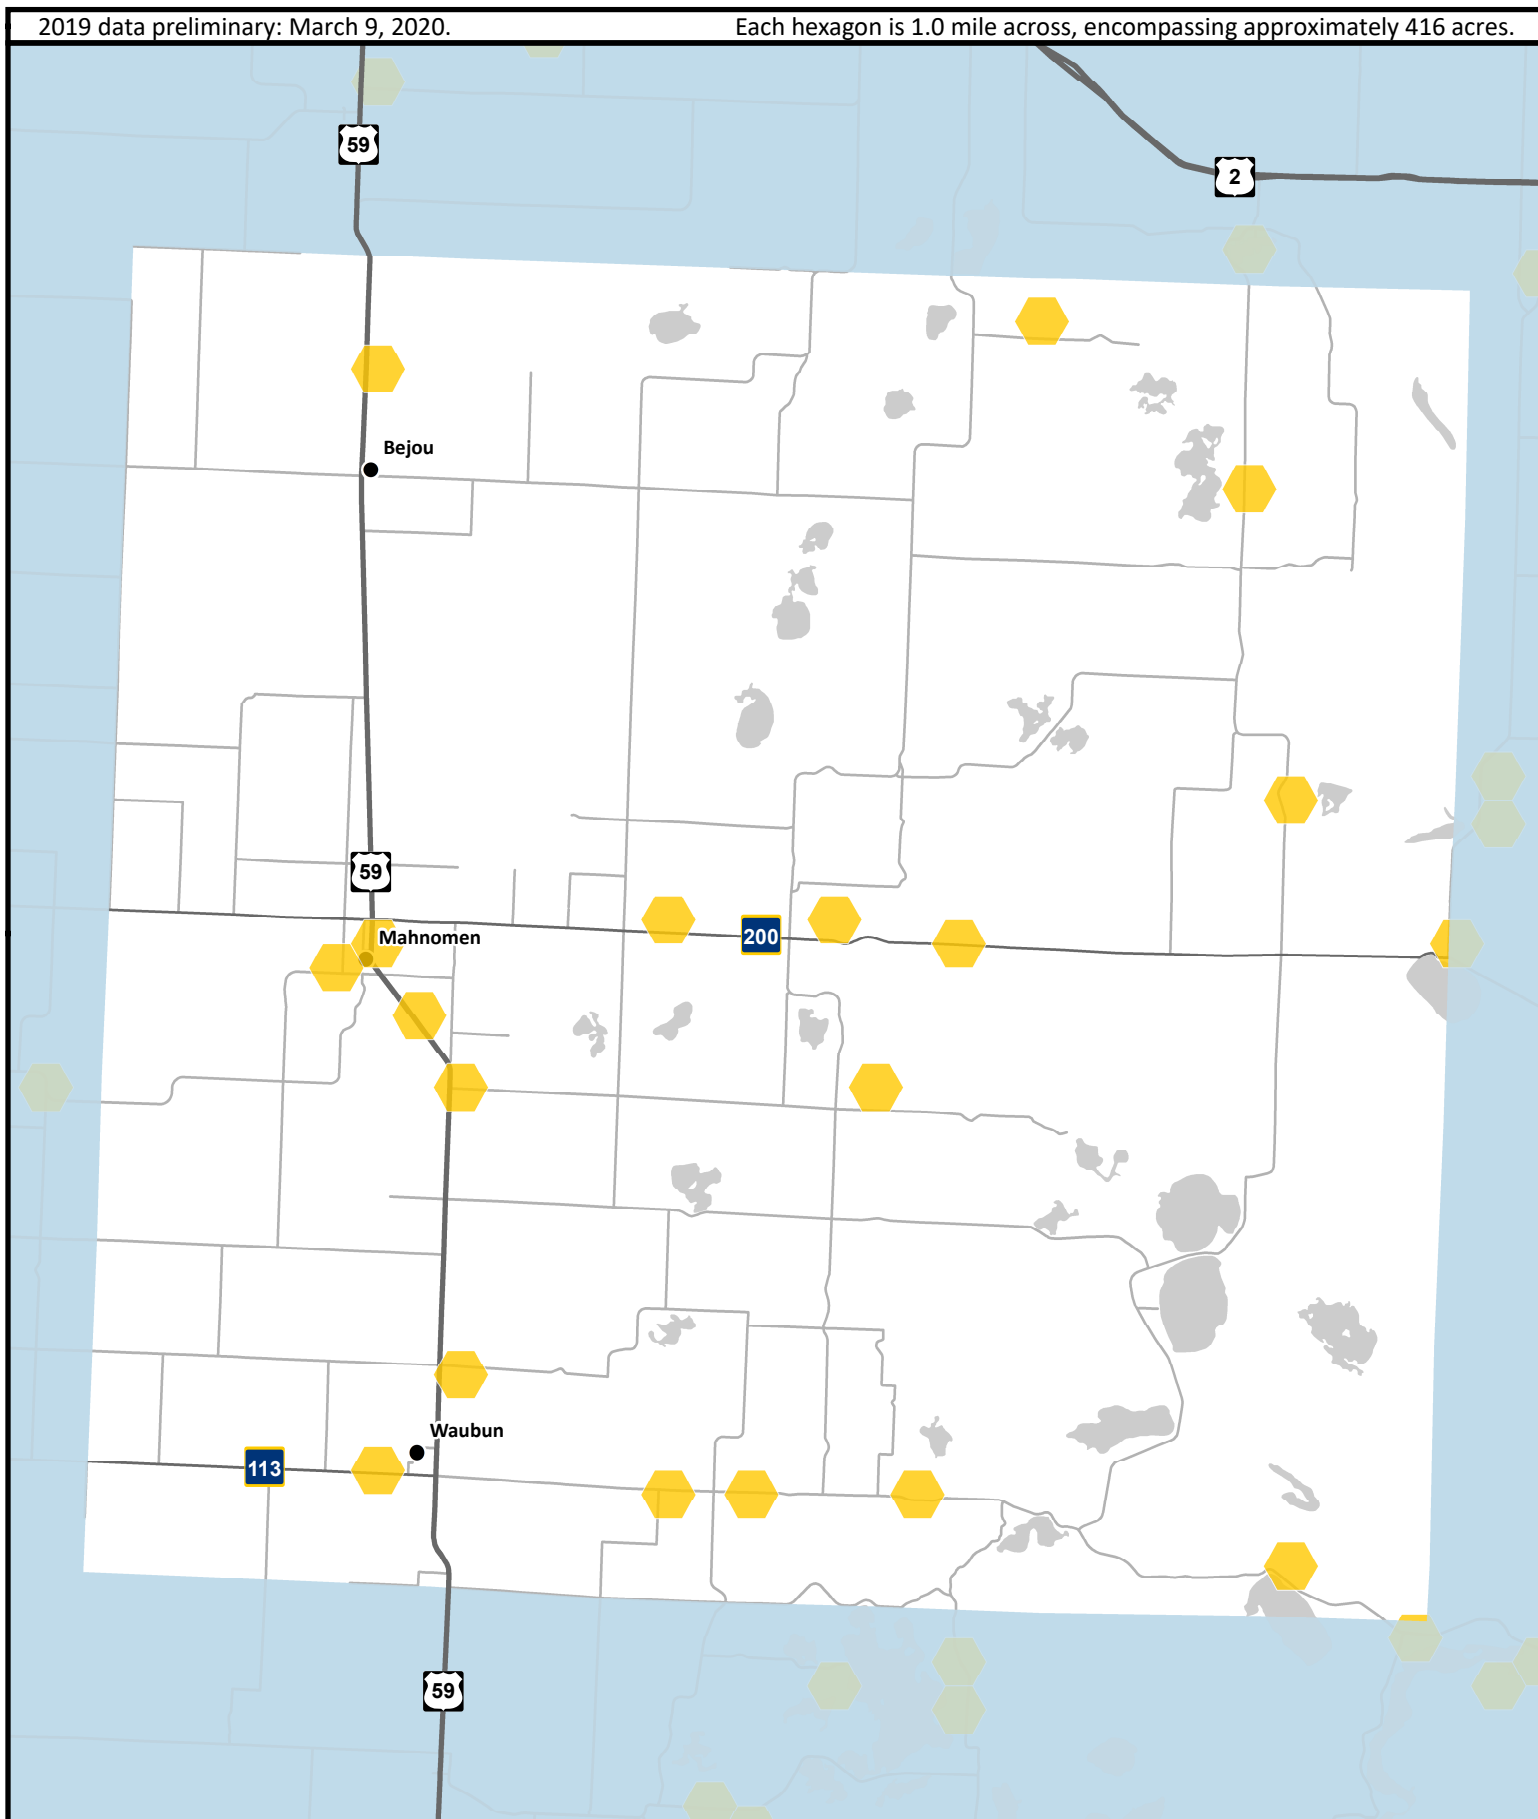 2019 data preliminary: March 9, 2020.
Each hexagon is 1.0 mile across, encompassing approximately 416 acres.
59
2
Bejou
59
Mahnomen
200
Waubun
113
59